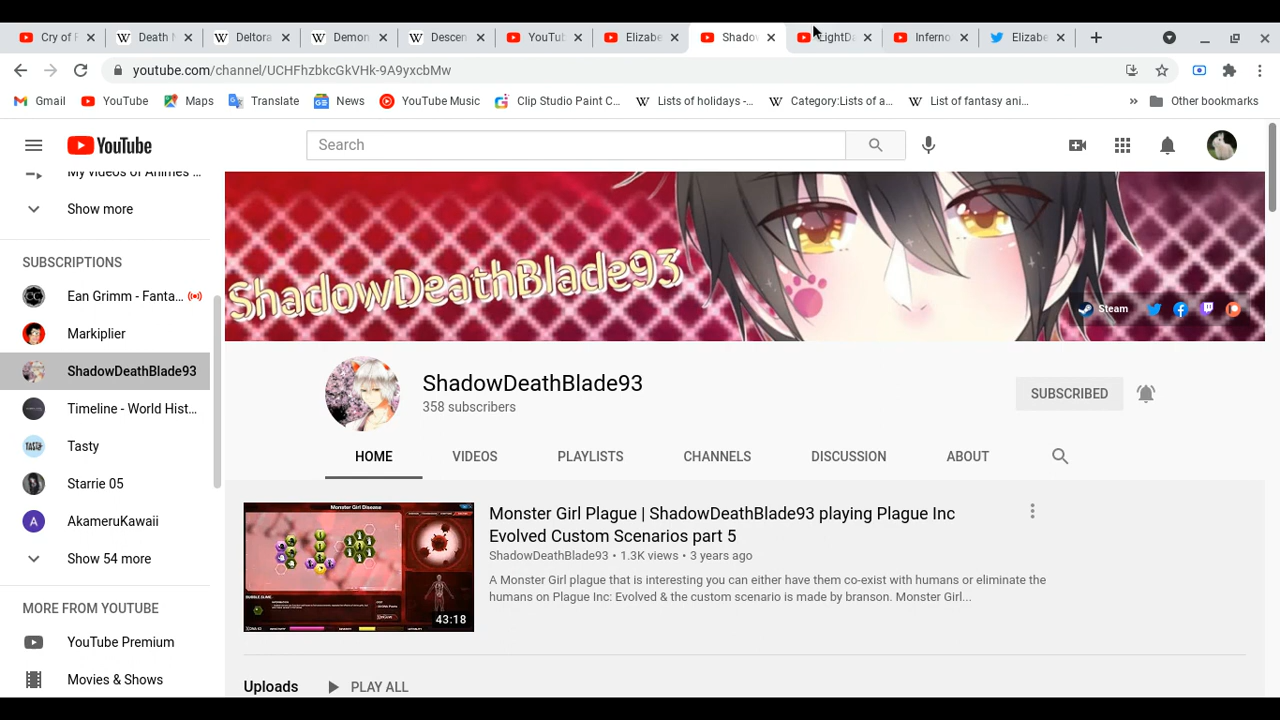 Cry of F
Death N
Deltora
Demon
Descen
YouTub
Elizabe
Shadow
LightDa
Inferno
Elizabe
youtube.com/channel/UCHFhzbkcGkVHk-9A9yxcbMw
Gmail
YouTube
Maps
Translate
News
YouTube Music
Clip Studio Paint C...
Lists of holidays -...
Category:Lists of a...
List of fantasy ani...
Other bookmarks
YouTube
Search
My videos of Animes ...
Show more
SUBSCRIPTIONS
Ean Grimm - Fanta...
Markiplier
ShadowDeathBlade93
Timeline - World Hist...
Tasty
Starrie 05
A AkameruKawaii
Show 54 more
MORE FROM YOUTUBE
YouTube Premium
Movies & Shows
ShadowDeathBlade93
Steam
ShadowDeathBlade93
358 subscribers
SUBSCRIBED
HOME
VIDEOS
PLAYLISTS
CHANNELS
DISCUSSION
ABOUT
Monster Girl Disease
43:18
Monster Girl Plague | ShadowDeathBlade93 playing Plague Inc
Evolved Custom Scenarios part 5
ShadowDeathBlade93 • 1.3K views • 3 years ago
A Monster Girl plague that is interesting you can either have them co-exist with humans or eliminate the
humans on Plague Inc: Evolved & the custom scenario is made by branson. Monster Girl...
Uploads
PLAY ALL